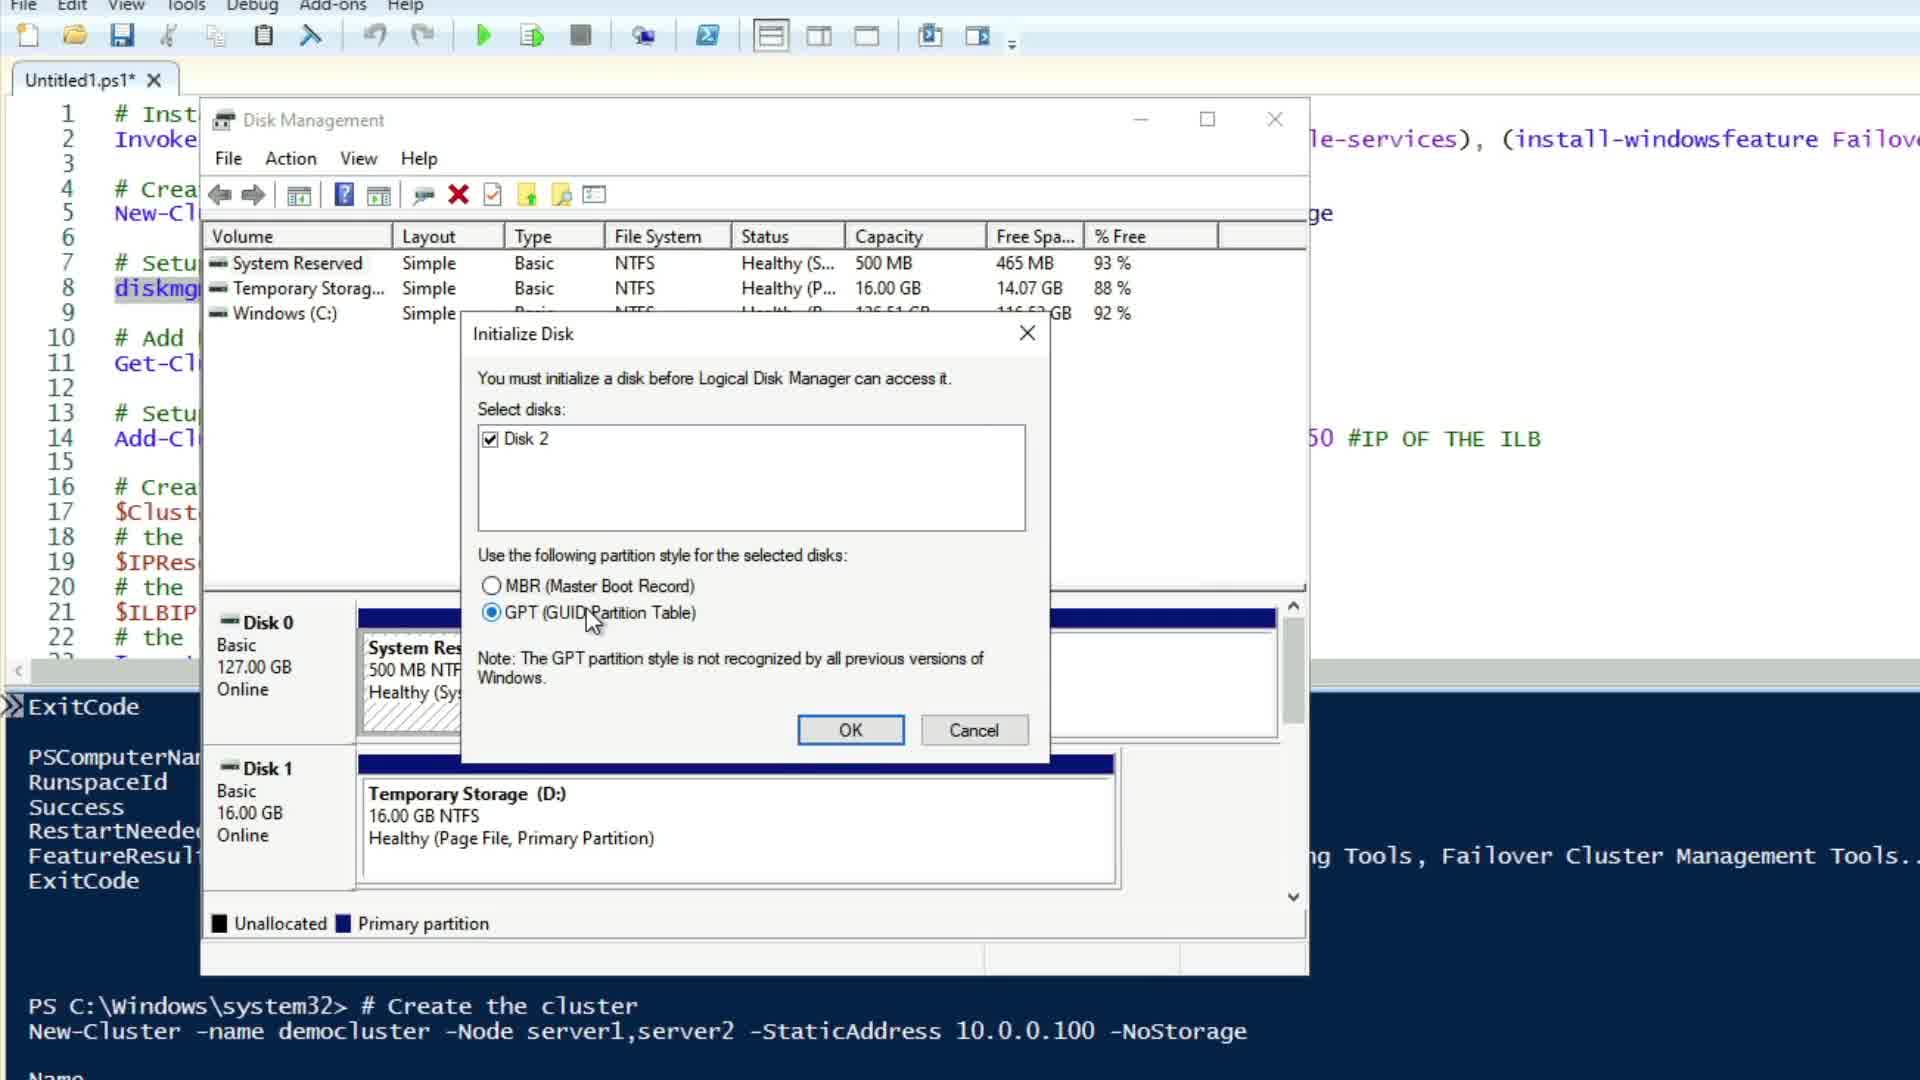 File Edit View Tools Debug Add-ons Help
Untitled1.ps1*
1 # Inst
2 Invoke le-services), (install-windowsfeature Failov
3
4 # Crea
5 New-Cl ge
6
7 # Setu
8 diskmg
9
10 # Add
11 Get-Cl
12
13 # Setu
14 Add-Cl 50 #IP OF THE ILB
15
16 # Crea
17 $Clust
18 # the
19 $IPRes
20 # the
21 $ILBIP
22 # the
Disk Management
File Action View Help
Volume Layout Type File System Status Capacity Free Spa... % Free
System Reserved Simple Basic NTFS Healthy (S... 500 MB 465 MB 93 %
Temporary Storag... Simple Basic NTFS Healthy (P... 16.00 GB 14.07 GB 88 %
Windows (C:) Simple GB 92 %
Initialize Disk
You must initialize a disk before Logical Disk Manager can access it.
Select disks:
Disk 2
Use the following partition style for the selected disks:
MBR (Master Boot Record)
GPT (GUID Partition Table)
Note: The GPT partition style is not recognized by all previous versions of
Windows.
OK Cancel
Disk 0
Basic
127.00 GB
Online
System Res
500 MB NTF
Healthy (Sys
Disk 1
Basic
16.00 GB
Online
Temporary Storage (D:)
16.00 GB NTFS
Healthy (Page File, Primary Partition)
Unallocated Primary partition
ExitCode
PSComputerNa
RunspaceId
Success
RestartNeede
FeatureResul ng Tools, Failover Cluster Management Tools..
ExitCode
PS C:\Windows\system32> # Create the cluster
New-Cluster -name democluster -Node server1,server2 -StaticAddress 10.0.0.100 -NoStorage
Name